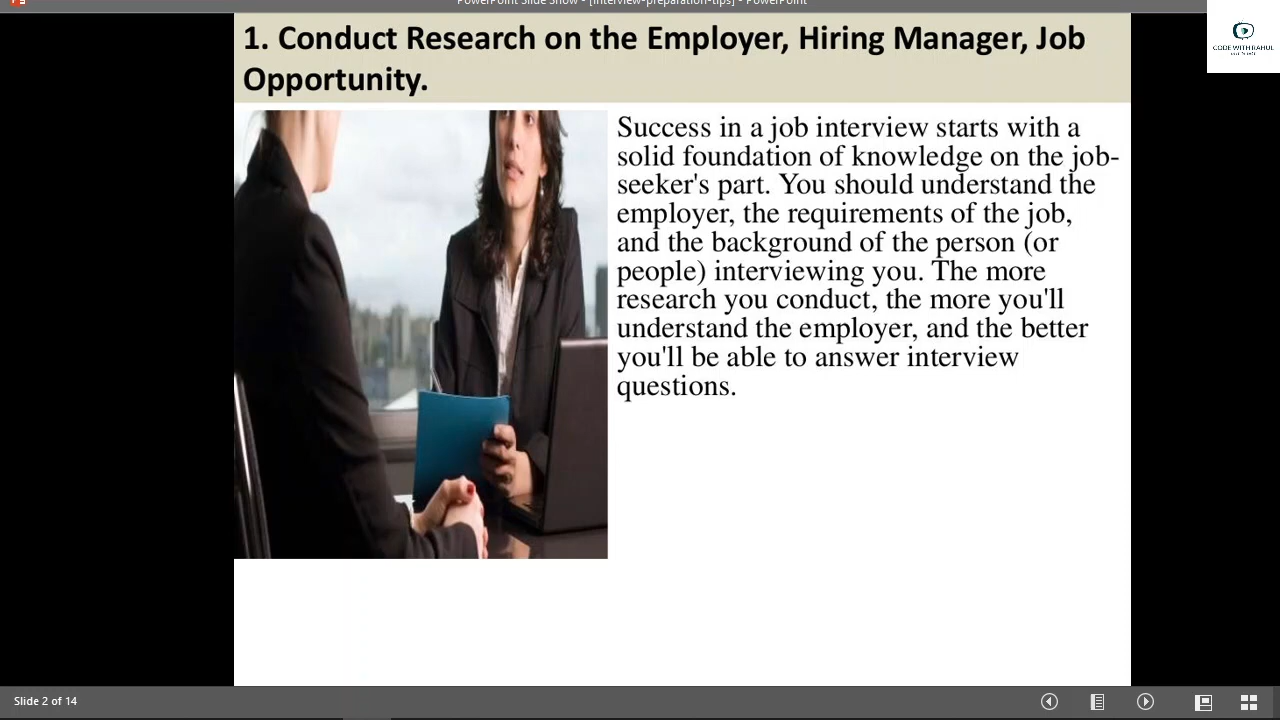 PowerPoint Slide Show - [interview-preparation-tips] - PowerPoint
1. Conduct Research on the Employer, Hiring Manager, Job
Opportunity.
CODE WITH RAHUL
Success in a job interview starts with a
solid foundation of knowledge on the job-
seeker's part. You should understand the
employer, the requirements of the job,
and the background of the person (or
people) interviewing you. The more
research you conduct, the more you'll
understand the employer, and the better
you'll be able to answer interview
questions.
Slide 2 of 14